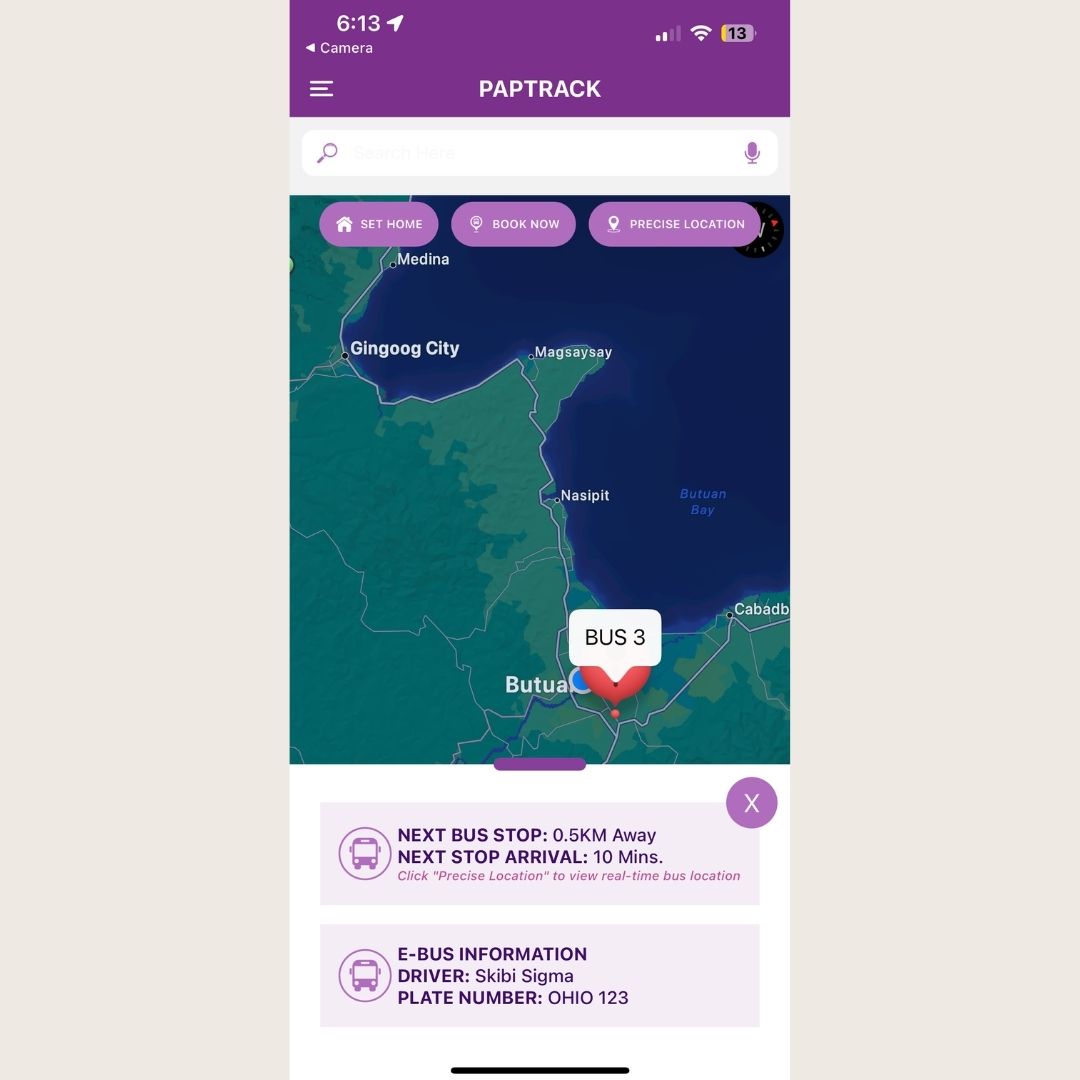 6:13
13
◀ Camera
PAPTRACK
Search Here
SET HOME
BOOK NOW
PRECISE LOCATION
Medina
Gingoog City
Magsaysay
Nasipit
Butuan
Bay
Cabadb
BUS 3
Butua
X
NEXT BUS STOP: 0.5KM Away
NEXT STOP ARRIVAL: 10 Mins.
Click "Precise Location" to view real-time bus location
E-BUS INFORMATION
DRIVER: Skibi Sigma
PLATE NUMBER: OHIO 123